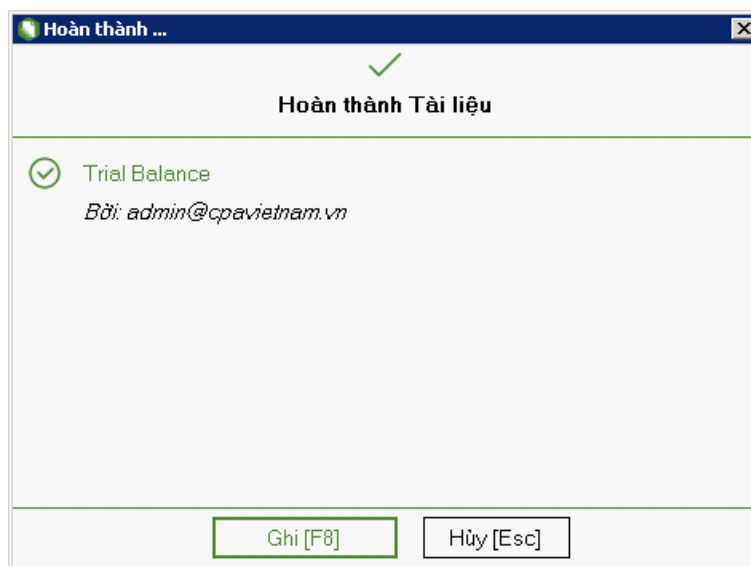 Hoàn thành ...
Hoàn thành Tài liệu
Trial Balance
Bởi: admin@cpavietnam.vn
Ghi [F8]
Hủy [Esc]